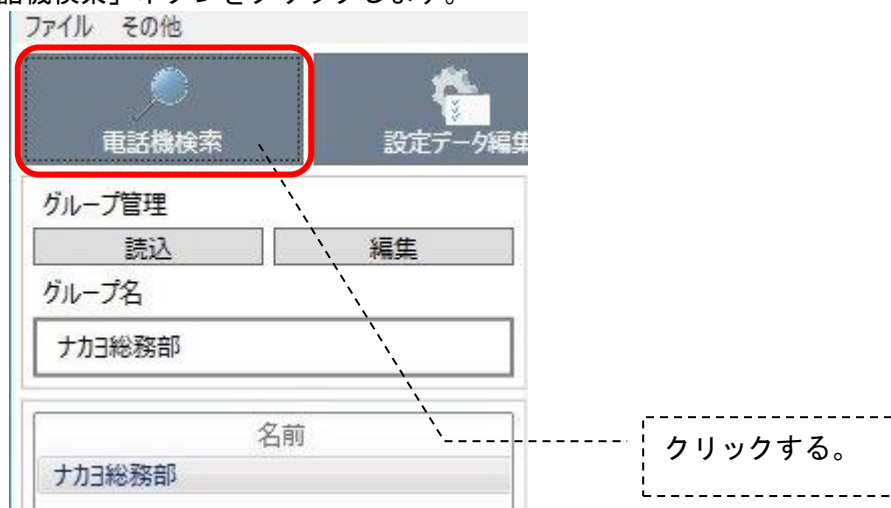 話機検索」ボタンをクリックします。
ファイル その他
電話機検索 設定データ編集
グループ管理
読込 編集
グループ名
ナカヨ総務部
名前
クリックする。
ナカヨ総務部